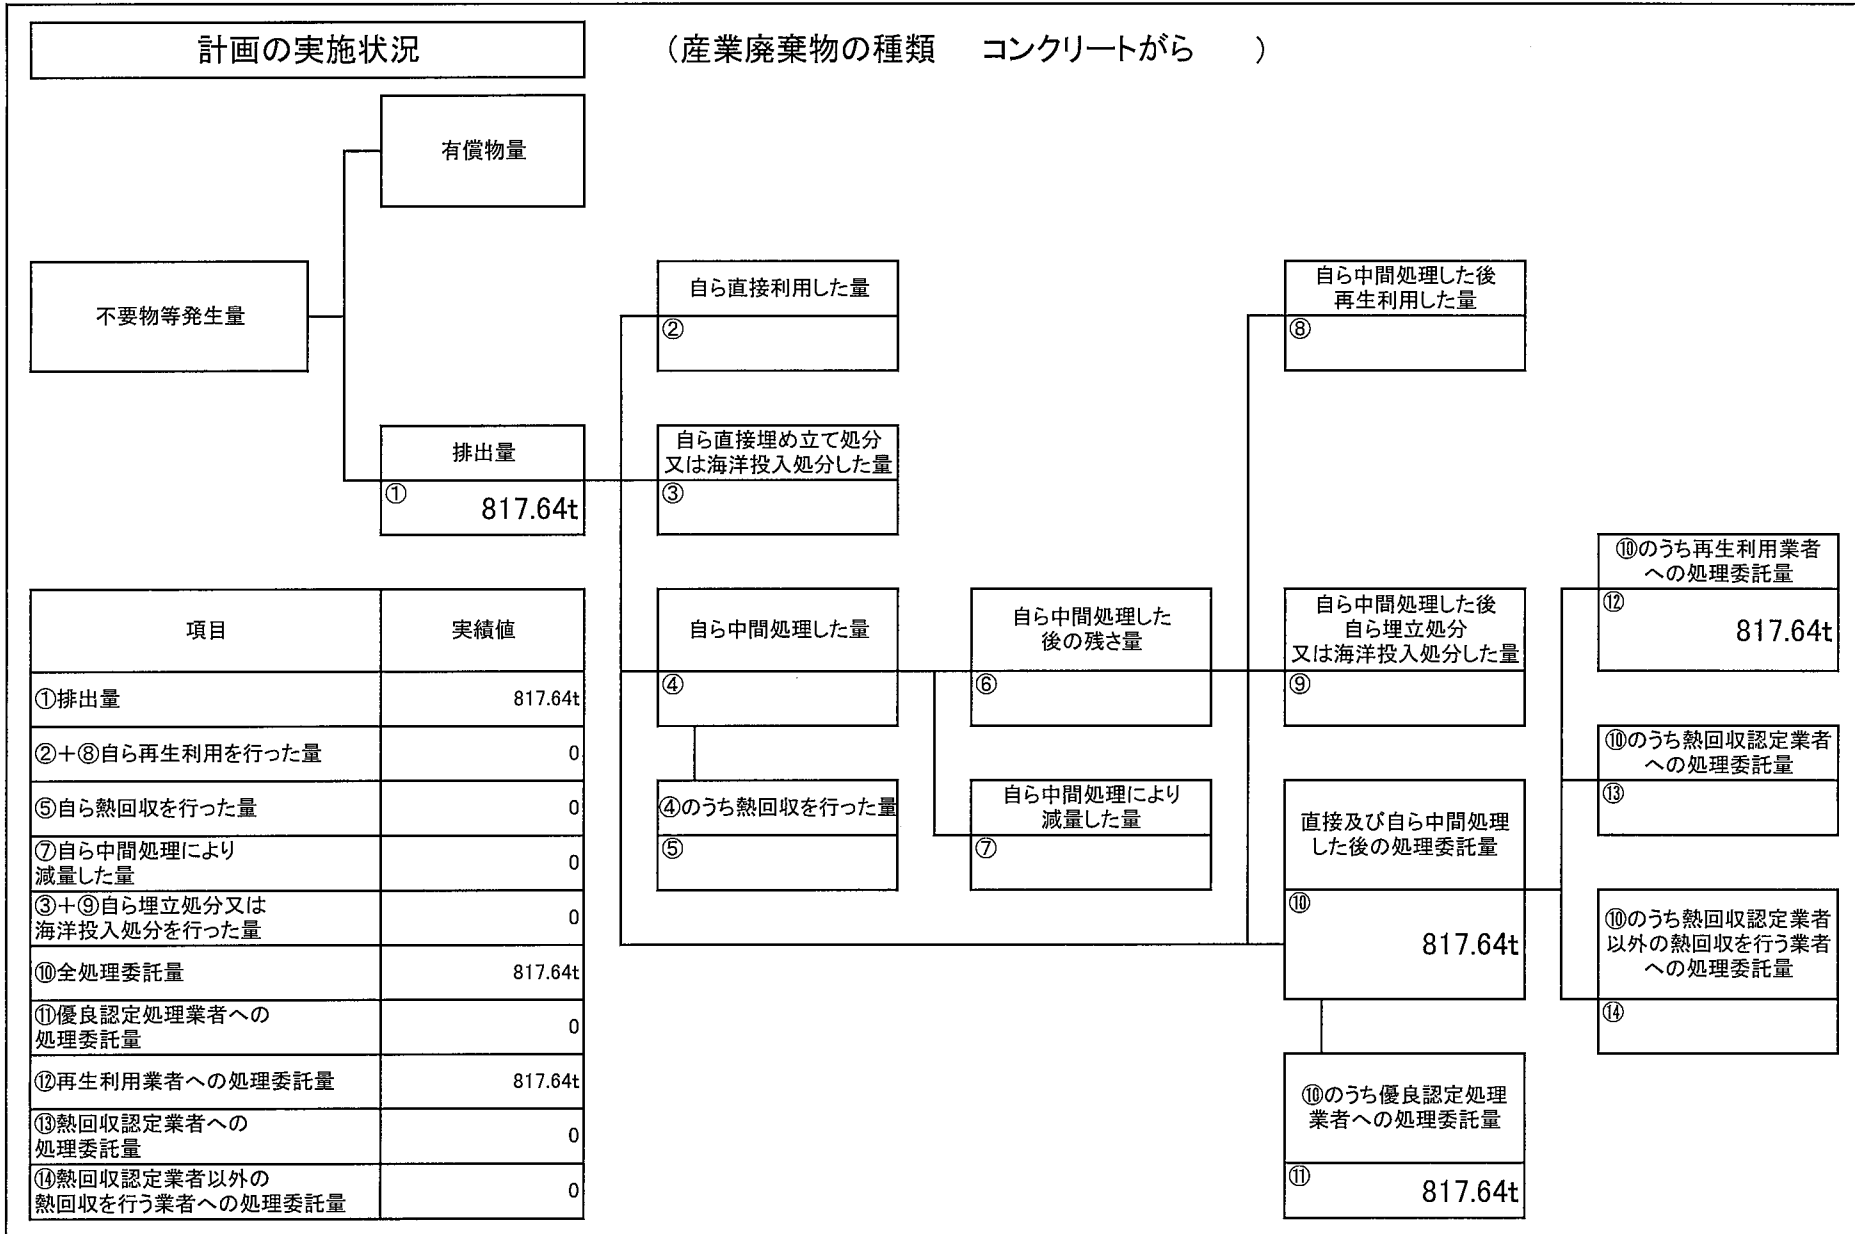 計画の実施状況
(産業廃棄物の種類　コンクリートがら　)
有償物量
不要物等発生量
排出量
①
817.64t
自ら直接利用した量
②
自ら直接埋め立て処分
又は海洋投入処分した量
③
自ら中間処理した量
④
④のうち熱回収を行った量
⑤
自ら中間処理した
後の残さ量
⑥
自ら中間処理により
減量した量
⑦
自ら中間処理した後
再生利用した量
⑧
自ら中間処理した後
自ら埋立処分
又は海洋投入処分した量
⑨
直接及び自ら中間処理
した後の処理委託量
⑩
817.64t
⑩のうち優良認定処理
業者への処理委託量
⑪
817.64t
⑩のうち再生利用業者
への処理委託量
⑫
817.64t
⑩のうち熱回収認定業者
への処理委託量
⑬
⑩のうち熱回収認定業者
以外の熱回収を行う業者
への処理委託量
⑭
項目 実績値
①排出量 817.64t
②+⑧自ら再生利用を行った量 0
⑤自ら熱回収を行った量 0
⑦自ら中間処理により
減量した量 0
③+⑨自ら埋立処分又は
海洋投入処分を行った量 0
⑩全処理委託量 817.64t
⑪優良認定処理業者への
処理委託量 0
⑫再生利用業者への処理委託量 817.64t
⑬熱回収認定業者への
処理委託量 0
⑭熱回収認定業者以外の
熱回収を行う業者への処理委託量 0